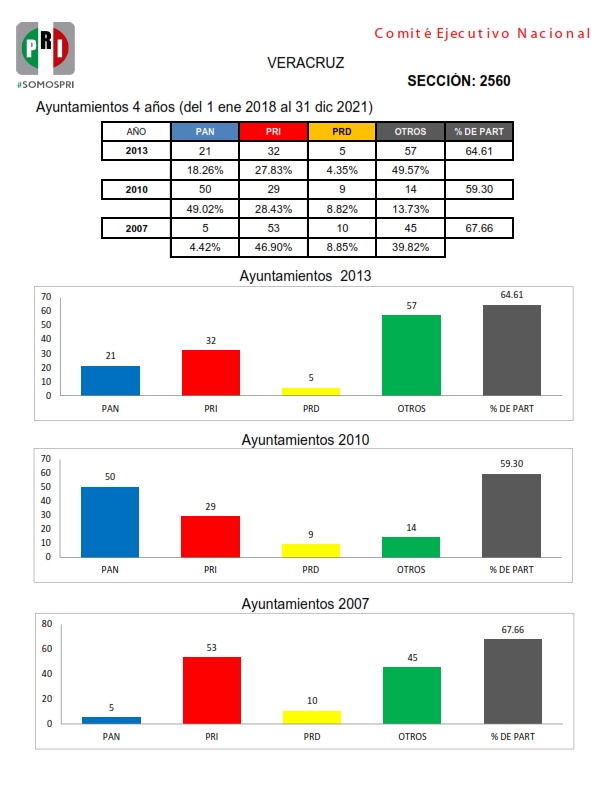 PRI
#SOMOSPRI
Comité Ejecutivo Nacional
VERACRUZ
SECCIÓN: 2560
Ayuntamientos 4 años (del 1 ene 2018 al 31 dic 2021)
AÑO PAN PRI PRD OTROS % DE PART
2013 21 32 5 57 64.61
18.26% 27.83% 4.35% 49.57%
2010 50 29 9 14 59.30
49.02% 28.43% 8.82% 13.73%
2007 5 53 10 45 67.66
4.42% 46.90% 8.85% 39.82%
Ayuntamientos 2013
70
60
50
40
30
20
10
0
21 32 5 57 64.61
PAN PRI PRD OTROS % DE PART
Ayuntamientos 2010
70
60
50
40
30
20
10
0
50 29 9 14 59.30
PAN PRI PRD OTROS % DE PART
Ayuntamientos 2007
80
60
40
20
0
5 53 10 45 67.66
PAN PRI PRD OTROS % DE PART